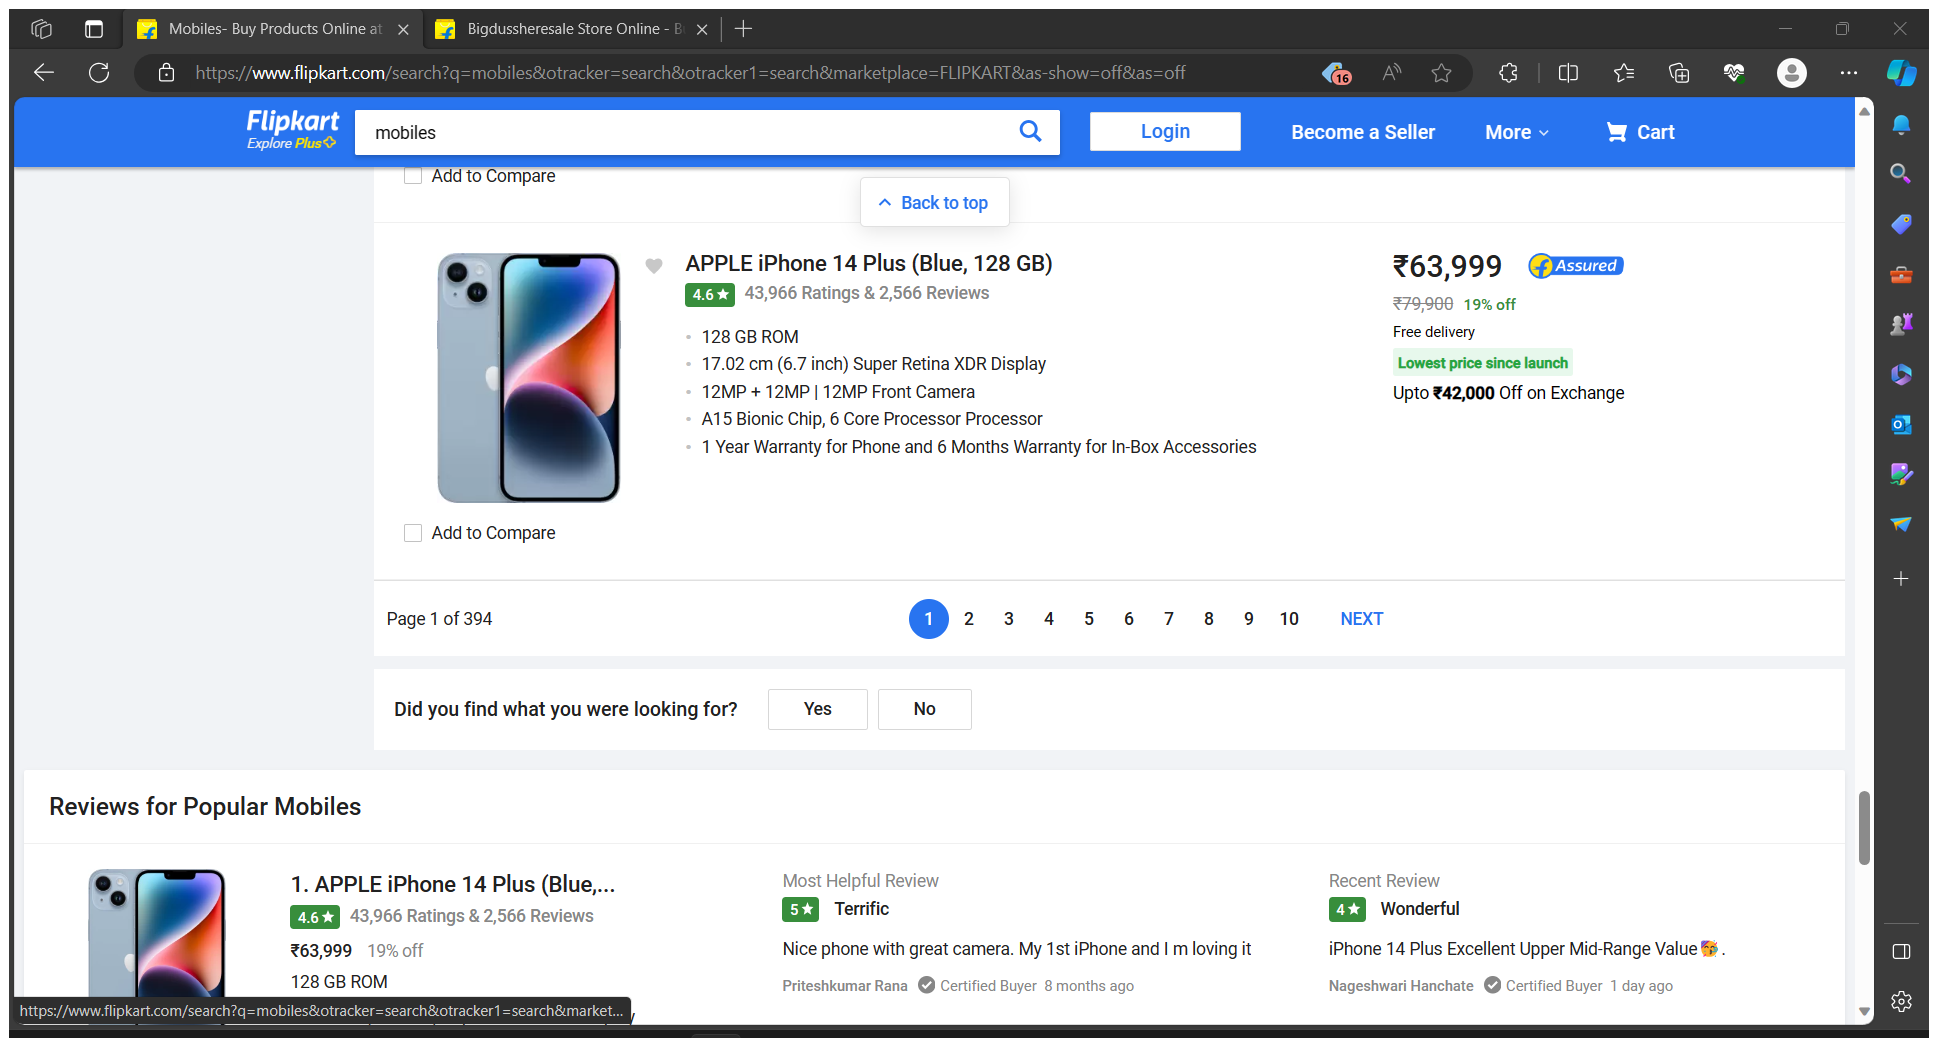 Mobiles- Buy Products Online at
Bigdussheresale Store Online - B
https://www.flipkart.com/search?q=mobiles&otracker=search&otracker1=search&marketplace=FLIPKART&as-show=off&as=off
16
Flipkart
Explore Plus
mobiles
Login
Become a Seller
More
Cart
Add to Compare
Back to top
APPLE iPhone 14 Plus (Blue, 128 GB)
4.6 ★ 43,966 Ratings & 2,566 Reviews
• 128 GB ROM
• 17.02 cm (6.7 inch) Super Retina XDR Display
• 12MP + 12MP | 12MP Front Camera
• A15 Bionic Chip, 6 Core Processor Processor
• 1 Year Warranty for Phone and 6 Months Warranty for In-Box Accessories
₹63,999 Assured
₹79,900 19% off
Free delivery
Lowest price since launch
Upto ₹42,000 Off on Exchange
Add to Compare
Page 1 of 394
1 2 3 4 5 6 7 8 9 10 NEXT
Did you find what you were looking for? Yes No
Reviews for Popular Mobiles
1. APPLE iPhone 14 Plus (Blue,...
4.6 ★ 43,966 Ratings & 2,566 Reviews
₹63,999 19% off
128 GB ROM
Most Helpful Review
5 ★ Terrific
Nice phone with great camera. My 1st iPhone and I m loving it
Priteshkumar Rana Certified Buyer 8 months ago
Recent Review
4 ★ Wonderful
iPhone 14 Plus Excellent Upper Mid-Range Value🥳.
Nageshwari Hanchate Certified Buyer 1 day ago
https://www.flipkart.com/search?q=mobiles&otracker=search&otracker1=search&market...